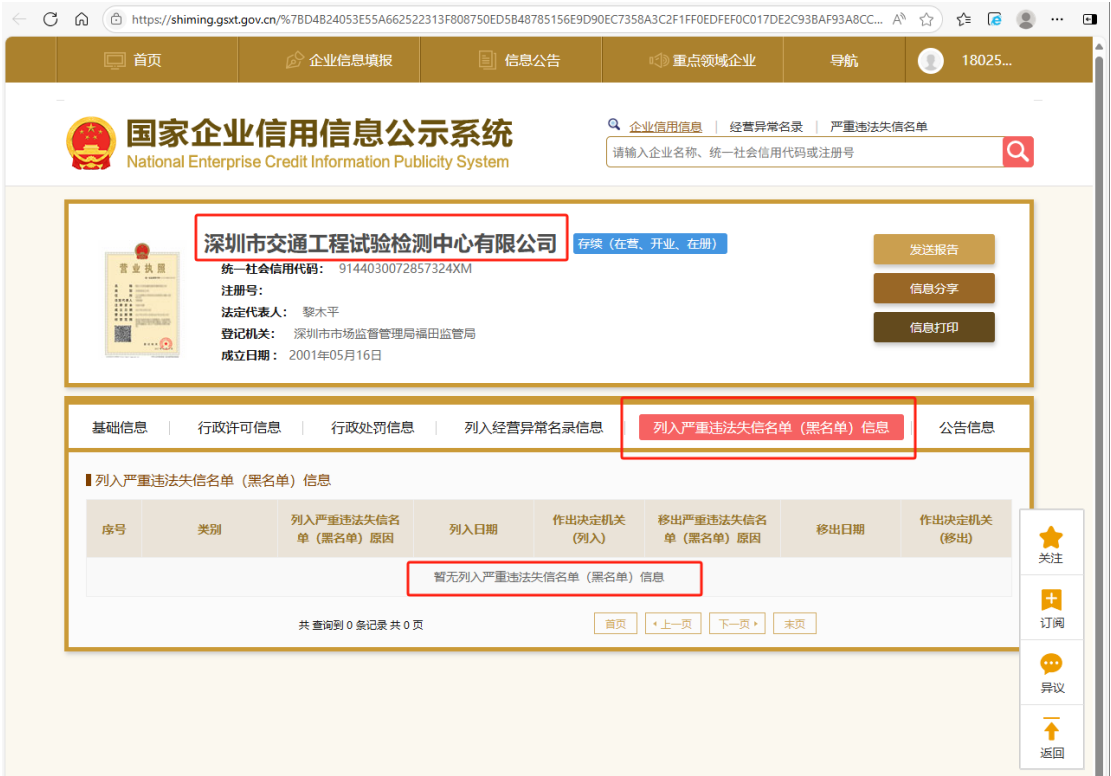 https://shiming.gsxt.gov.cn/%7BD4B24053E55A662522313F808750ED5B48785156E9D90EC7358A3C2F1FF0EDFEF0C017DE2C93BAF93A8CC...
首页 企业信息填报 信息公告 重点领域企业 导航 18025...
国家企业信用信息公示系统
National Enterprise Credit Information Publicity System
企业信用信息 | 经营异常名录 | 严重违法失信名单
请输入企业名称、统一社会信用代码或注册号
深圳市交通工程试验检测中心有限公司 存续（在营、开业、在册）
统一社会信用代码： 9144030072857324XM
注册号：
法定代表人： 黎木平
登记机关： 深圳市市场监督管理局福田监管局
成立日期： 2001年05月16日
营业执照
发送报告
信息分享
信息打印
基础信息 | 行政许可信息 | 行政处罚信息 | 列入经营异常名录信息 | 列入严重违法失信名单（黑名单）信息 | 公告信息
列入严重违法失信名单（黑名单）信息
序号 类别 列入严重违法失信名单（黑名单）原因 列入日期 作出决定机关(列入) 移出严重违法失信名单（黑名单）原因 移出日期 作出决定机关(移出)
暂无列入严重违法失信名单（黑名单）信息
共 查询到 0 条记录 共 0 页
首页 上一页 下一页 末页
关注
订阅
异议
返回